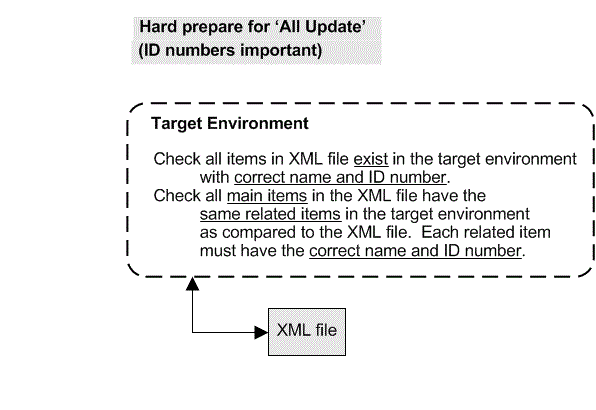 Hard prepare for ‘All Update’
(ID numbers important)
Target Environment
Check all items in XML file exist in the target environment
with correct name and ID number.
Check all main items in the XML file have the
same related items in the target environment
as compared to the XML file.  Each related item
must have the correct name and ID number.
XML file